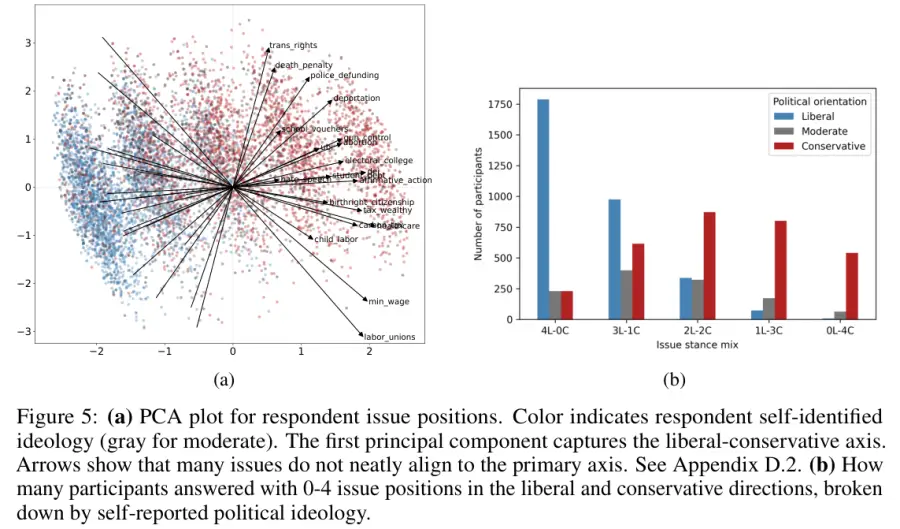 3
2
1
0
−1
−2
−3
−2
−1
0
1
2
trans_rights
death_penalty
police_defunding
deportation
school_vouchers
gun_control
abortion
ubi
electoral_college
student_debt
affirmative_action
hate_speech
birthright_citizenship
tax_wealthy
healthcare
child_labor
min_wage
labor_unions
(a)
1750
1500
1250
1000
750
500
250
0
Number of participants
Political orientation
Liberal
Moderate
Conservative
4L-0C
3L-1C
2L-2C
1L-3C
0L-4C
Issue stance mix
(b)
Figure 5: (a) PCA plot for respondent issue positions. Color indicates respondent self-identified
ideology (gray for moderate). The first principal component captures the liberal-conservative axis.
Arrows show that many issues do not neatly align to the primary axis. See Appendix D.2. (b) How
many participants answered with 0-4 issue positions in the liberal and conservative directions, broken
down by self-reported political ideology.